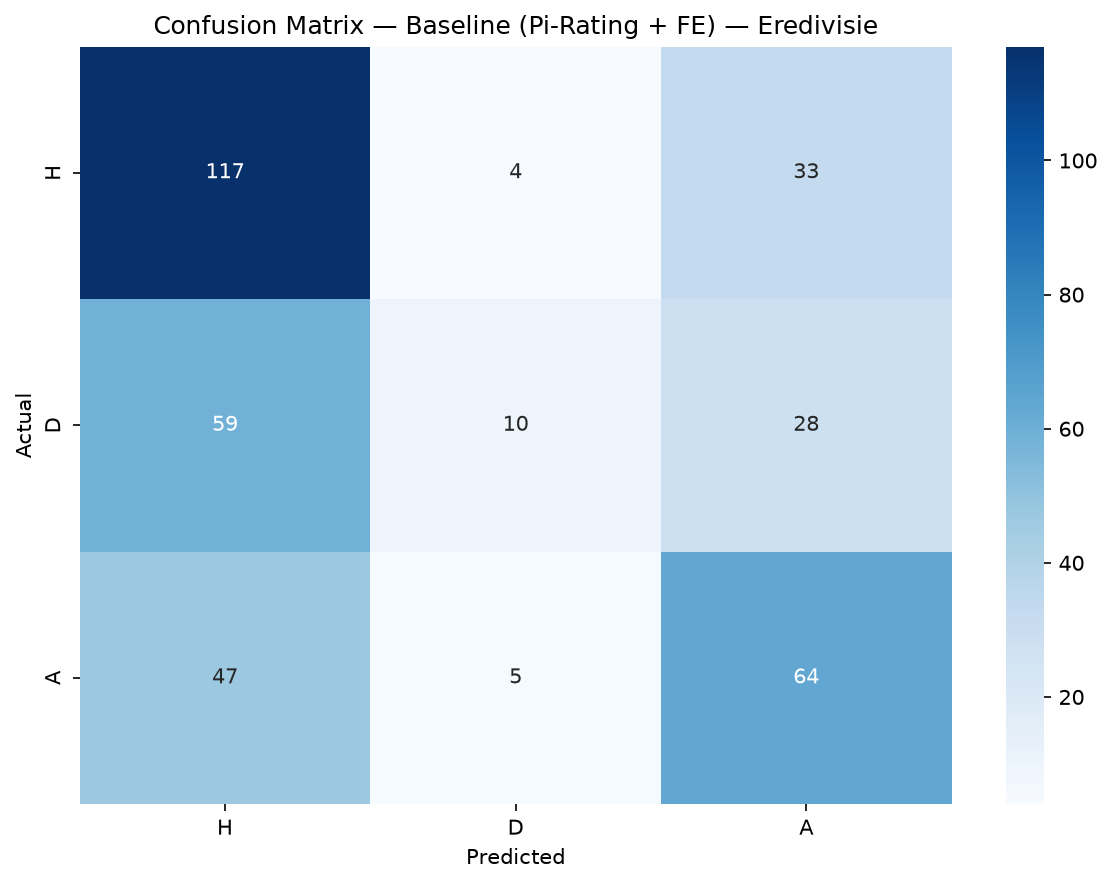 Confusion Matrix — Baseline (Pi-Rating + FE) — Eredivisie
H
117
4
33
100
80
Actual
D
59
10
28
60
40
A
47
5
64
20
H
D
A
Predicted